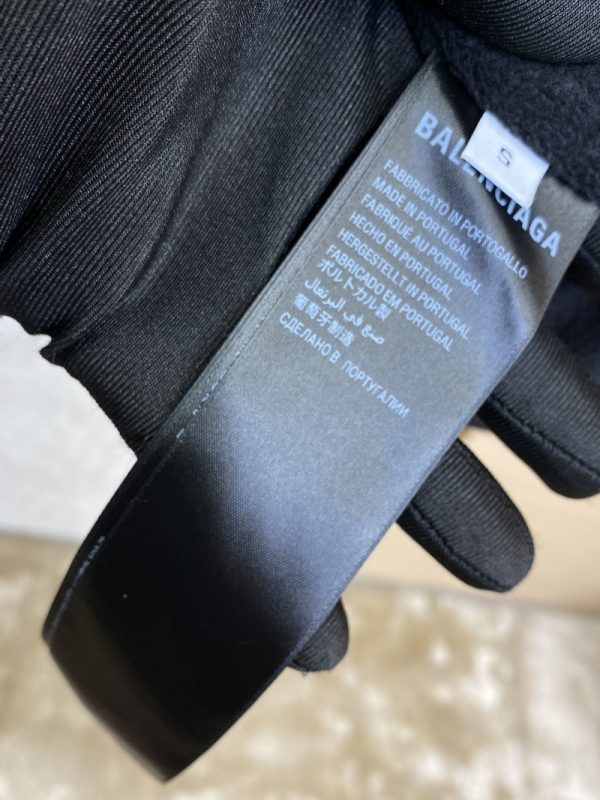 S
BALENCIAGA
FABBRICATO IN PORTOGALLO
MADE IN PORTUGAL
FABRIQUÉ AU PORTUGAL
HECHO EN PORTUGAL
HERGESTELLT IN PORTUGAL
FABRICADO EM PORTUGAL
ポルトカル製
صنع في البرتغال
葡萄牙制造
СДЕЛАНО В ПОРТУГАЛИИ